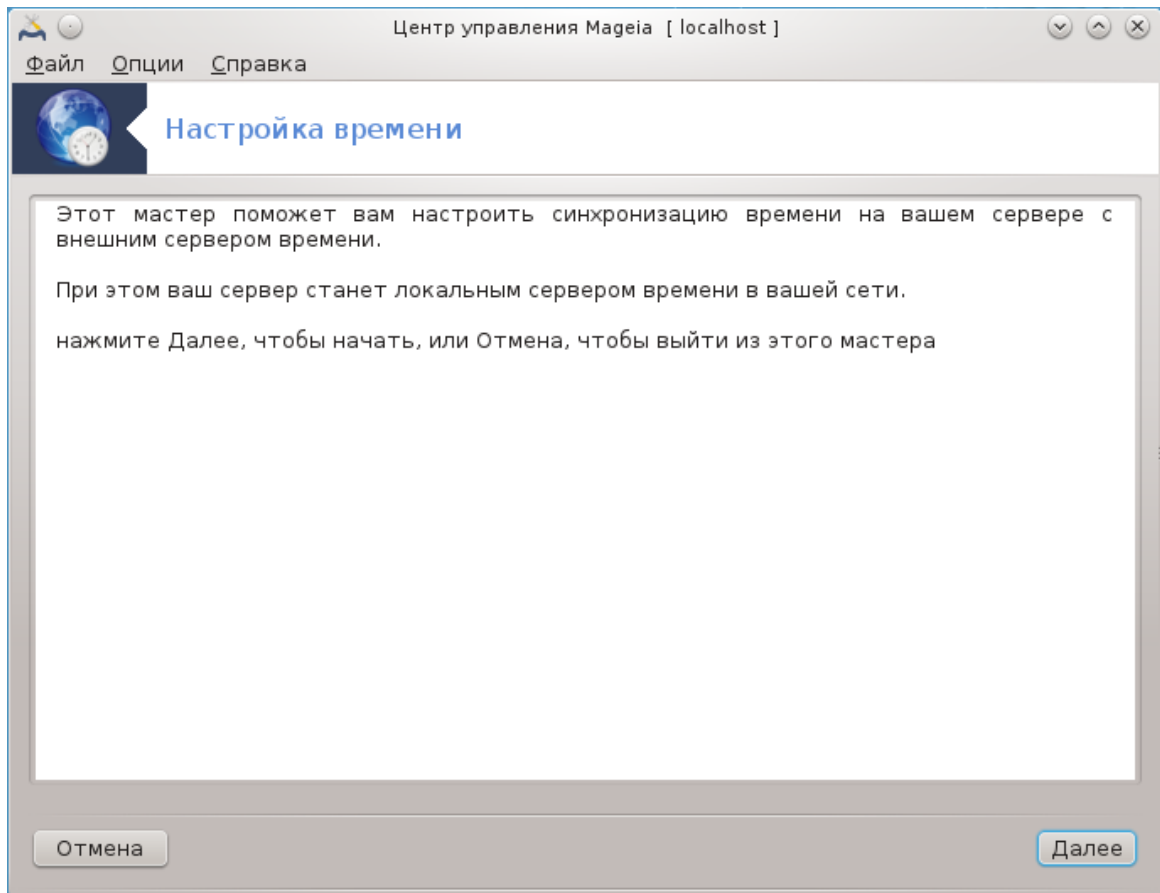 Центр управления Mageia [ localhost ]
Файл Опции Справка
Настройка времени
Этот мастер поможет вам настроить синхронизацию времени на вашем сервере с
внешним сервером времени.
При этом ваш сервер станет локальным сервером времени в вашей сети.
нажмите Далее, чтобы начать, или Отмена, чтобы выйти из этого мастера
Отмена Далее